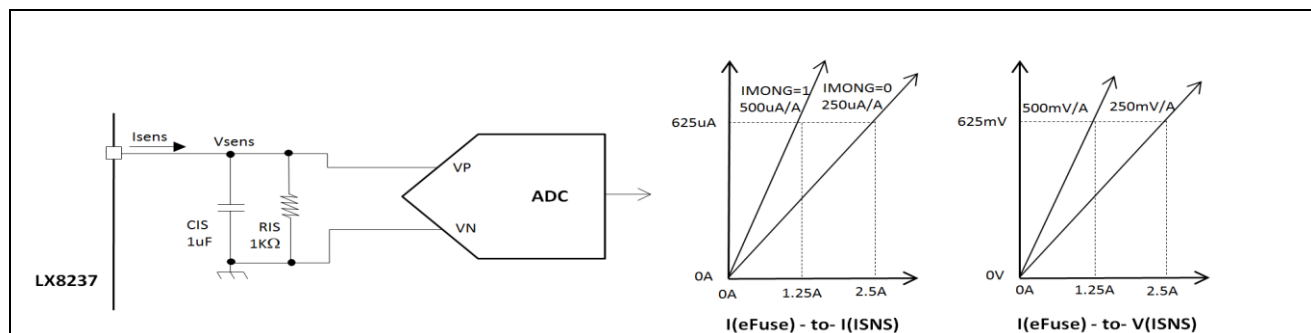 Isens
Vsens
VP
VN
ADC
CIS
1uF
RIS
1KΩ
LX8237
IMONG=1
500uA/A
IMONG=0
250uA/A
625uA
0A
0A
1.25A
2.5A
I(eFuse) - to- I(ISNS)
500mV/A
250mV/A
625mV
0V
0A
1.25A
2.5A
I(eFuse) - to- V(ISNS)